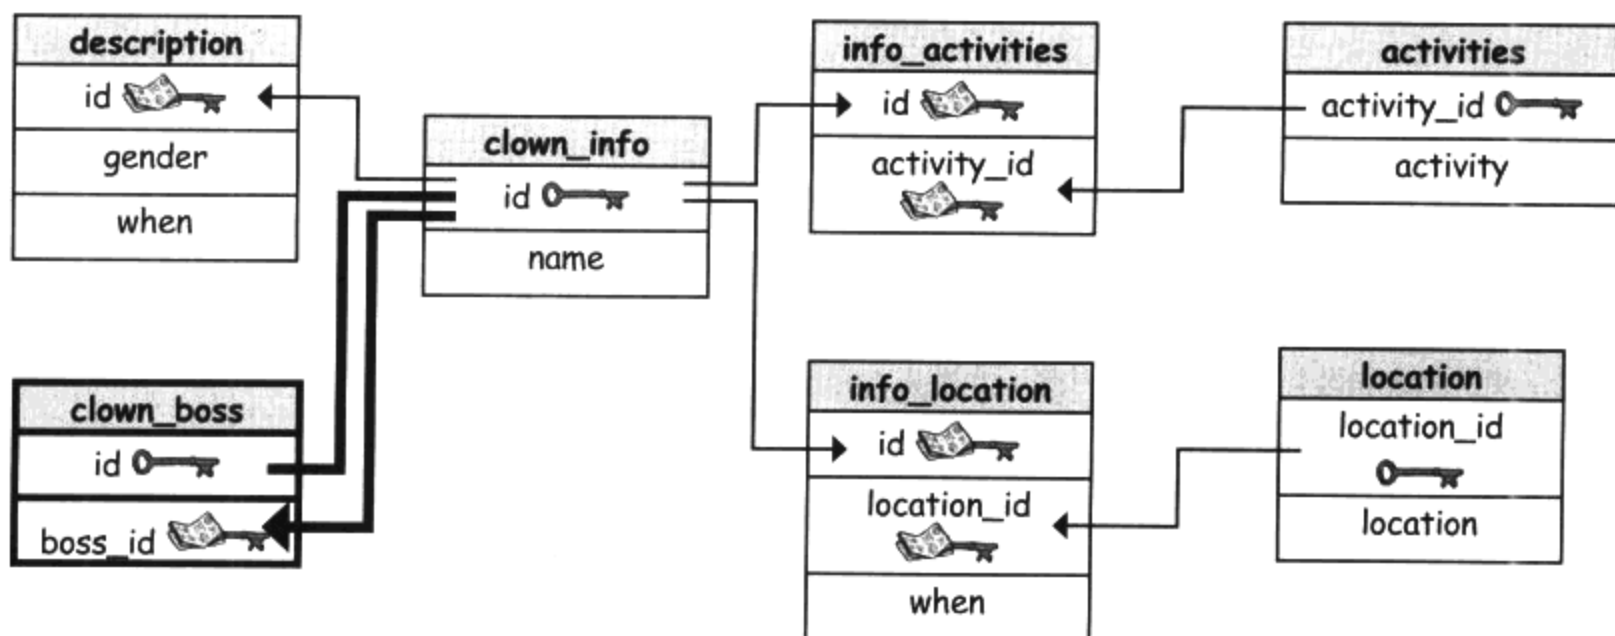 description
id
gender
when
clown_info
id
name
info_activities
id
activity_id
activities
activity_id
activity
clown_boss
id
boss_id
info_location
id
location_id
when
location
location_id
location